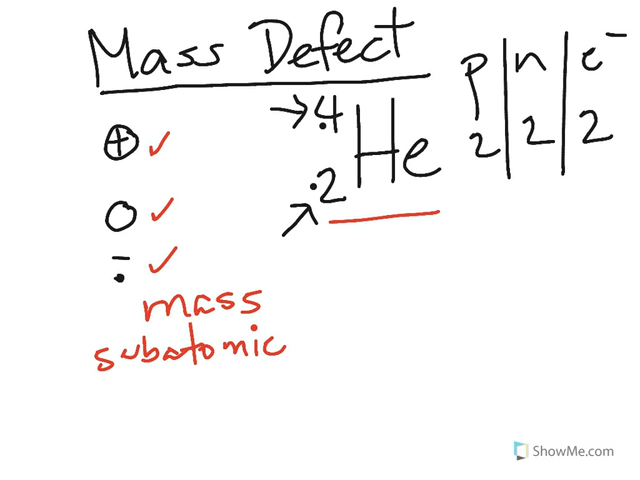 Mass Defect
p n e⁻
→ 4
He
2
2 2 2
+ ✓
✓
- ✓
mass
subatomic
ShowMe.com